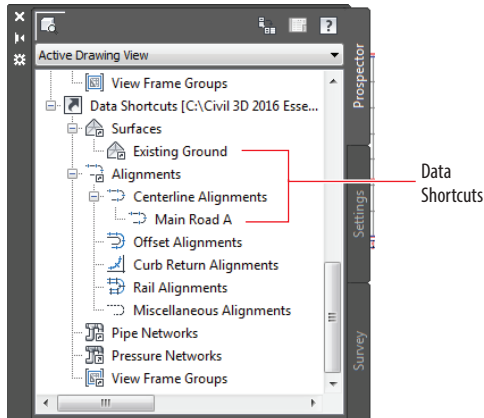 Active Drawing View
View Frame Groups
Data Shortcuts [C:\Civil 3D 2016 Esse...
Surfaces
Existing Ground
Alignments
Centerline Alignments
Main Road A
Offset Alignments
Curb Return Alignments
Rail Alignments
Miscellaneous Alignments
Pipe Networks
Pressure Networks
View Frame Groups
Prospector
Settings
Survey
Data
Shortcuts